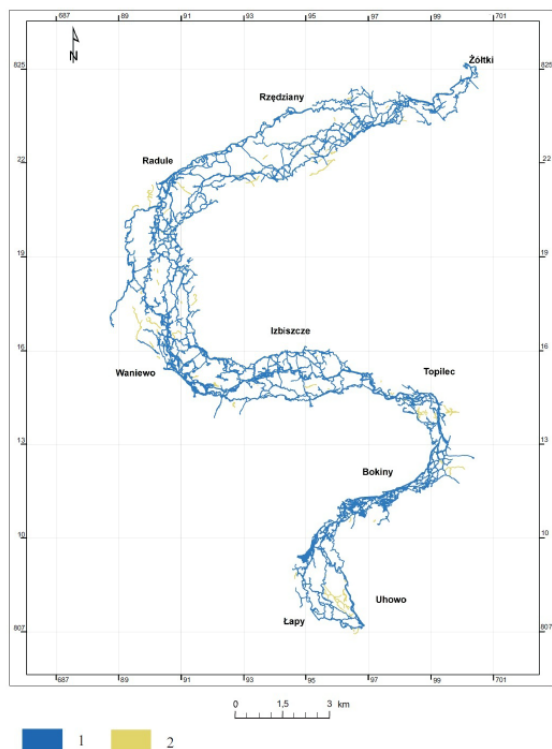 687 89 91 93 95 97 99 701
N
Żółtki
825 825
Rzędziany
Radule
22 22
19 19
Izbiszcze
16 16
Waniewo Topilec
13 13
Bokiny
10 10
Uhowo
Łapy
807 807
687 89 91 93 95 97 99 701
0 1,5 3 km
1 2